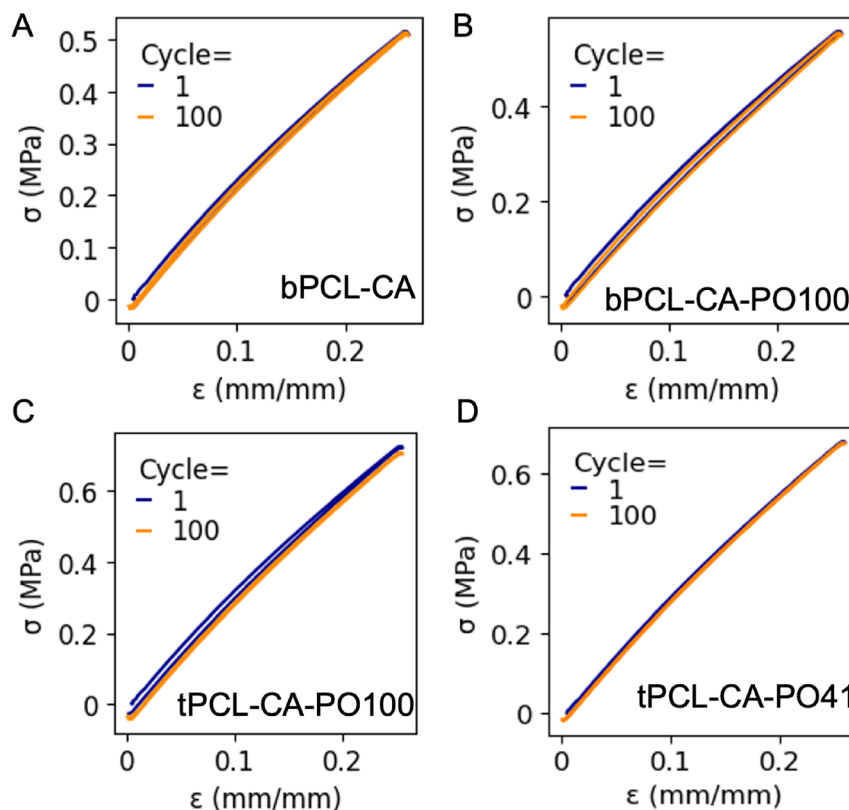 A
σ (MPa)
0.5
0.4
0.3
0.2
0.1
0
Cycle=
1
100
bPCL-CA
0
0.1
0.2
ε (mm/mm)
B
σ (MPa)
0.4
0.2
0
Cycle=
1
100
bPCL-CA-PO100
0
0.1
0.2
ε (mm/mm)
C
σ (MPa)
0.6
0.4
0.2
0
Cycle=
1
100
tPCL-CA-PO100
0
0.1
0.2
ε (mm/mm)
D
σ (MPa)
0.6
0.4
0.2
0
Cycle=
1
100
tPCL-CA-PO41
0
0.1
0.2
ε (mm/mm)